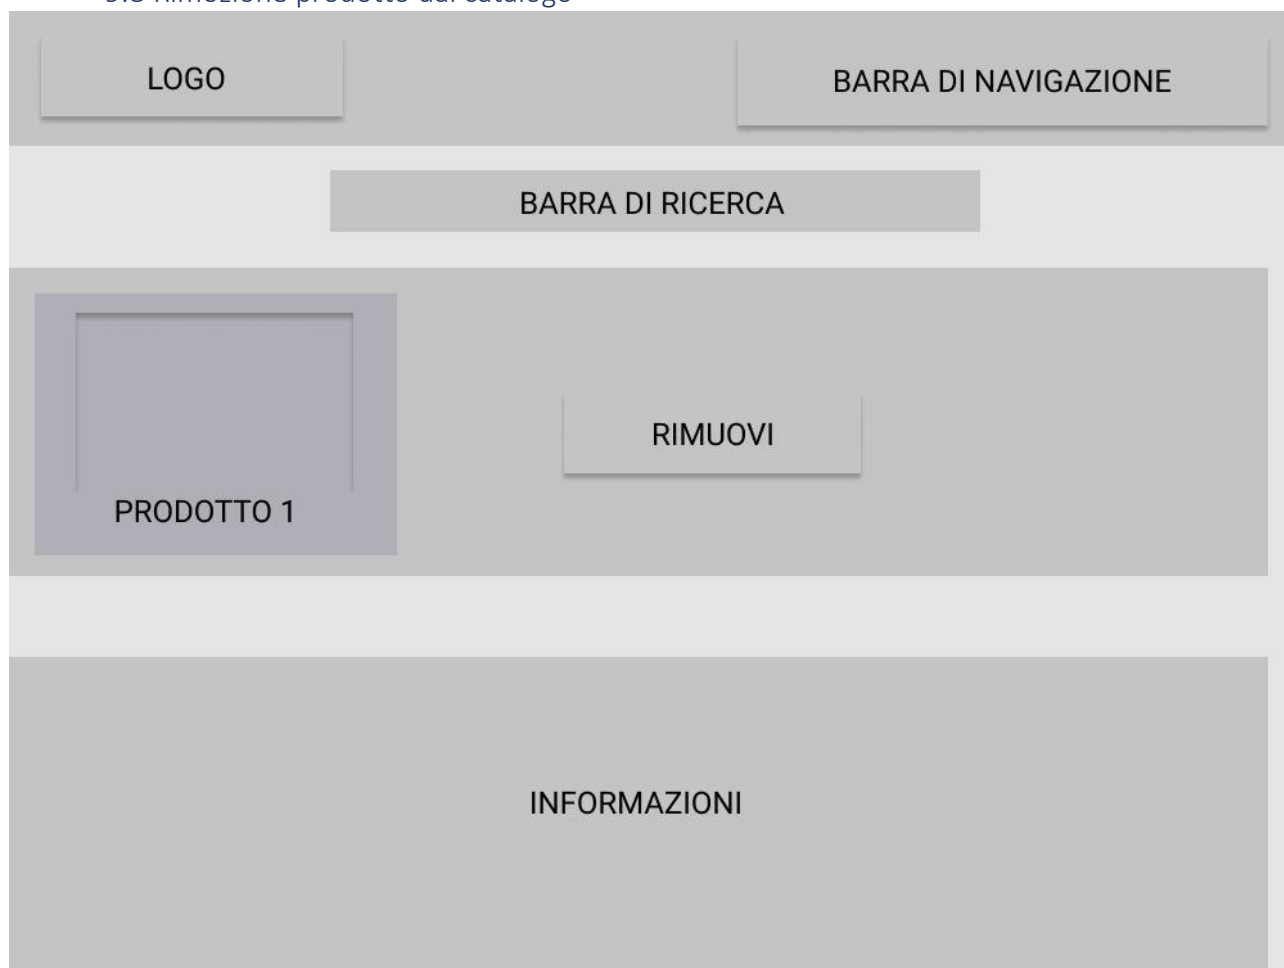 Rimozione prodotto dal catalogo
LOGO
BARRA DI NAVIGAZIONE
BARRA DI RICERCA
RIMUOVI
PRODOTTO 1
INFORMAZIONI